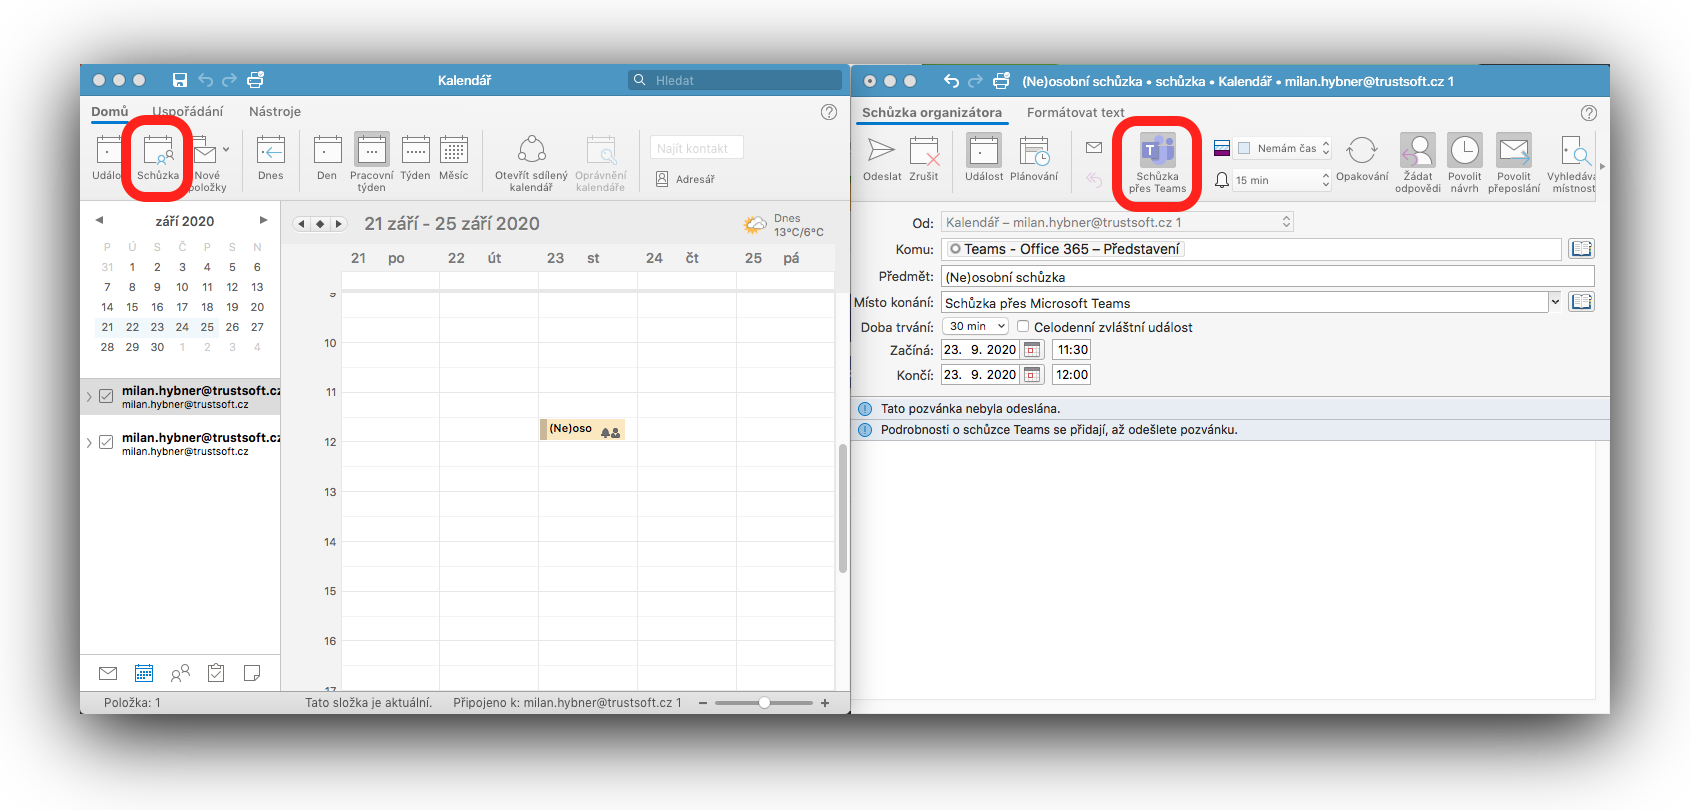 Kalendář
Hledat
Domů Uspořádání Nástroje
Událost Schůzka Nové položky
Dnes
Den Pracovní týden Týden Měsíc
Otevřít sdílený kalendář
Oprávnění kalendáře
Najít kontakt
Adresář
září 2020
P Ú S Č P S N
31 1 2 3 4 5 6
7 8 9 10 11 12 13
14 15 16 17 18 19 20
21 22 23 24 25 26 27
28 29 30 1 2 3 4
milan.hybner@trustsoft.cz
milan.hybner@trustsoft.cz
milan.hybner@trustsoft.cz
milan.hybner@trustsoft.cz
21 září - 25 září 2020
Dnes
13°C/6°C
21 po 22 út 23 st 24 čt 25 pá
9
10
11
(Ne)oso
12
13
14
15
16
17
Položka: 1
Tato složka je aktuální.
Připojeno k: milan.hybner@trustsoft.cz 1
(Ne)osobní schůzka • schůzka • Kalendář • milan.hybner@trustsoft.cz 1
Schůzka organizátora Formátovat text
Odeslat Zrušit
Událost Plánování
Schůzka přes Teams
Nemám čas
15 min
Opakování
Žádat odpovědi
Povolit návrh
Povolit přeposlání
Vyhledáva místnost
Od: Kalendář – milan.hybner@trustsoft.cz 1
Komu: Teams - Office 365 – Představení
Předmět: (Ne)osobní schůzka
Místo konání: Schůzka přes Microsoft Teams
Doba trvání: 30 min Celodenní zvláštní událost
Začíná: 23. 9. 2020 11:30
Končí: 23. 9. 2020 12:00
Tato pozvánka nebyla odeslána.
Podrobnosti o schůzce Teams se přidají, až odešlete pozvánku.